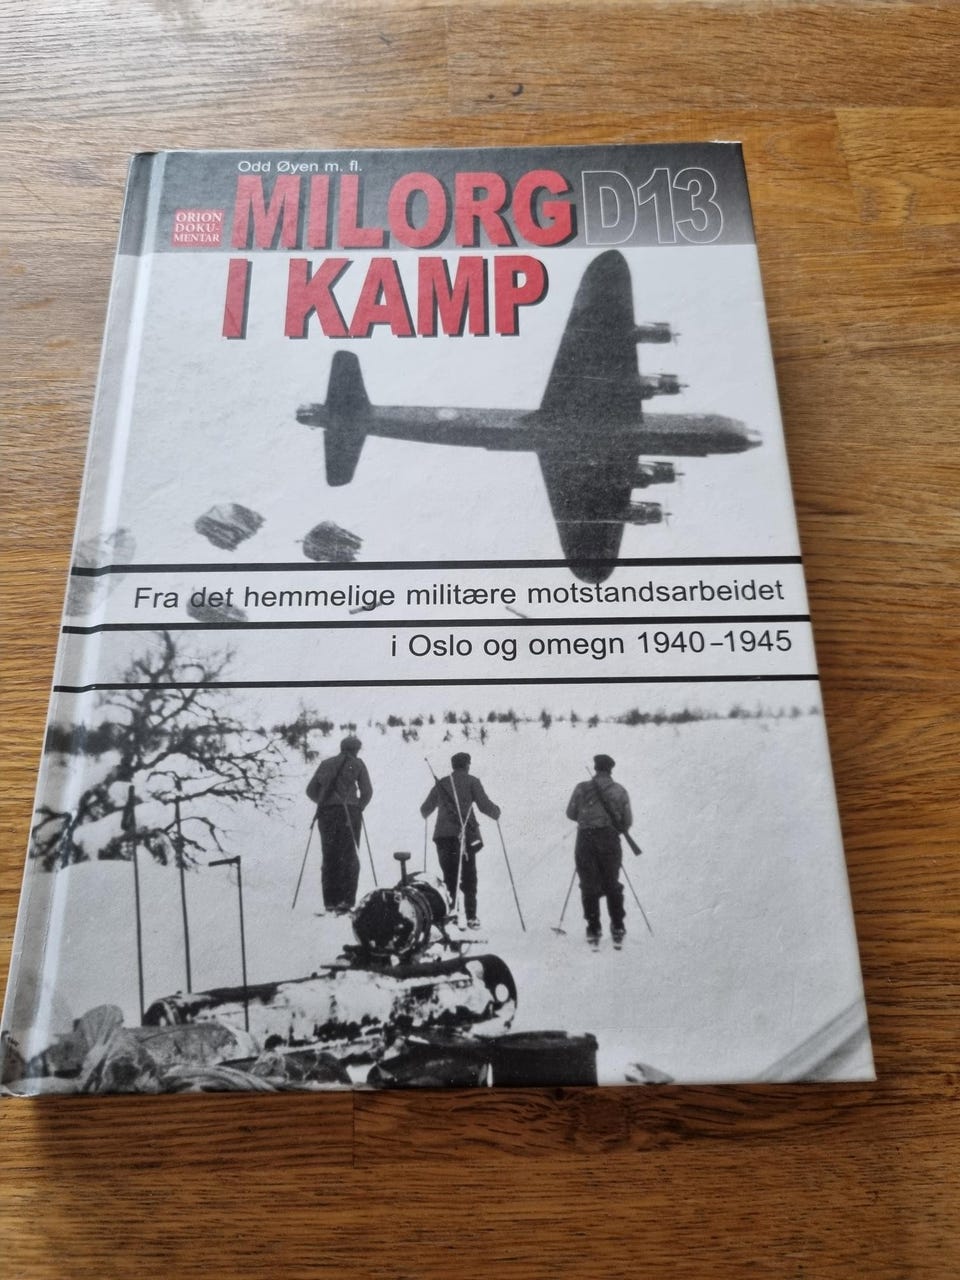 Odd Øyen m. fl.
MILORG D13
ORION
DOKU-
MENTAR
I KAMP
Fra det hemmelige militære motstandsarbeidet
i Oslo og omegn 1940–1945